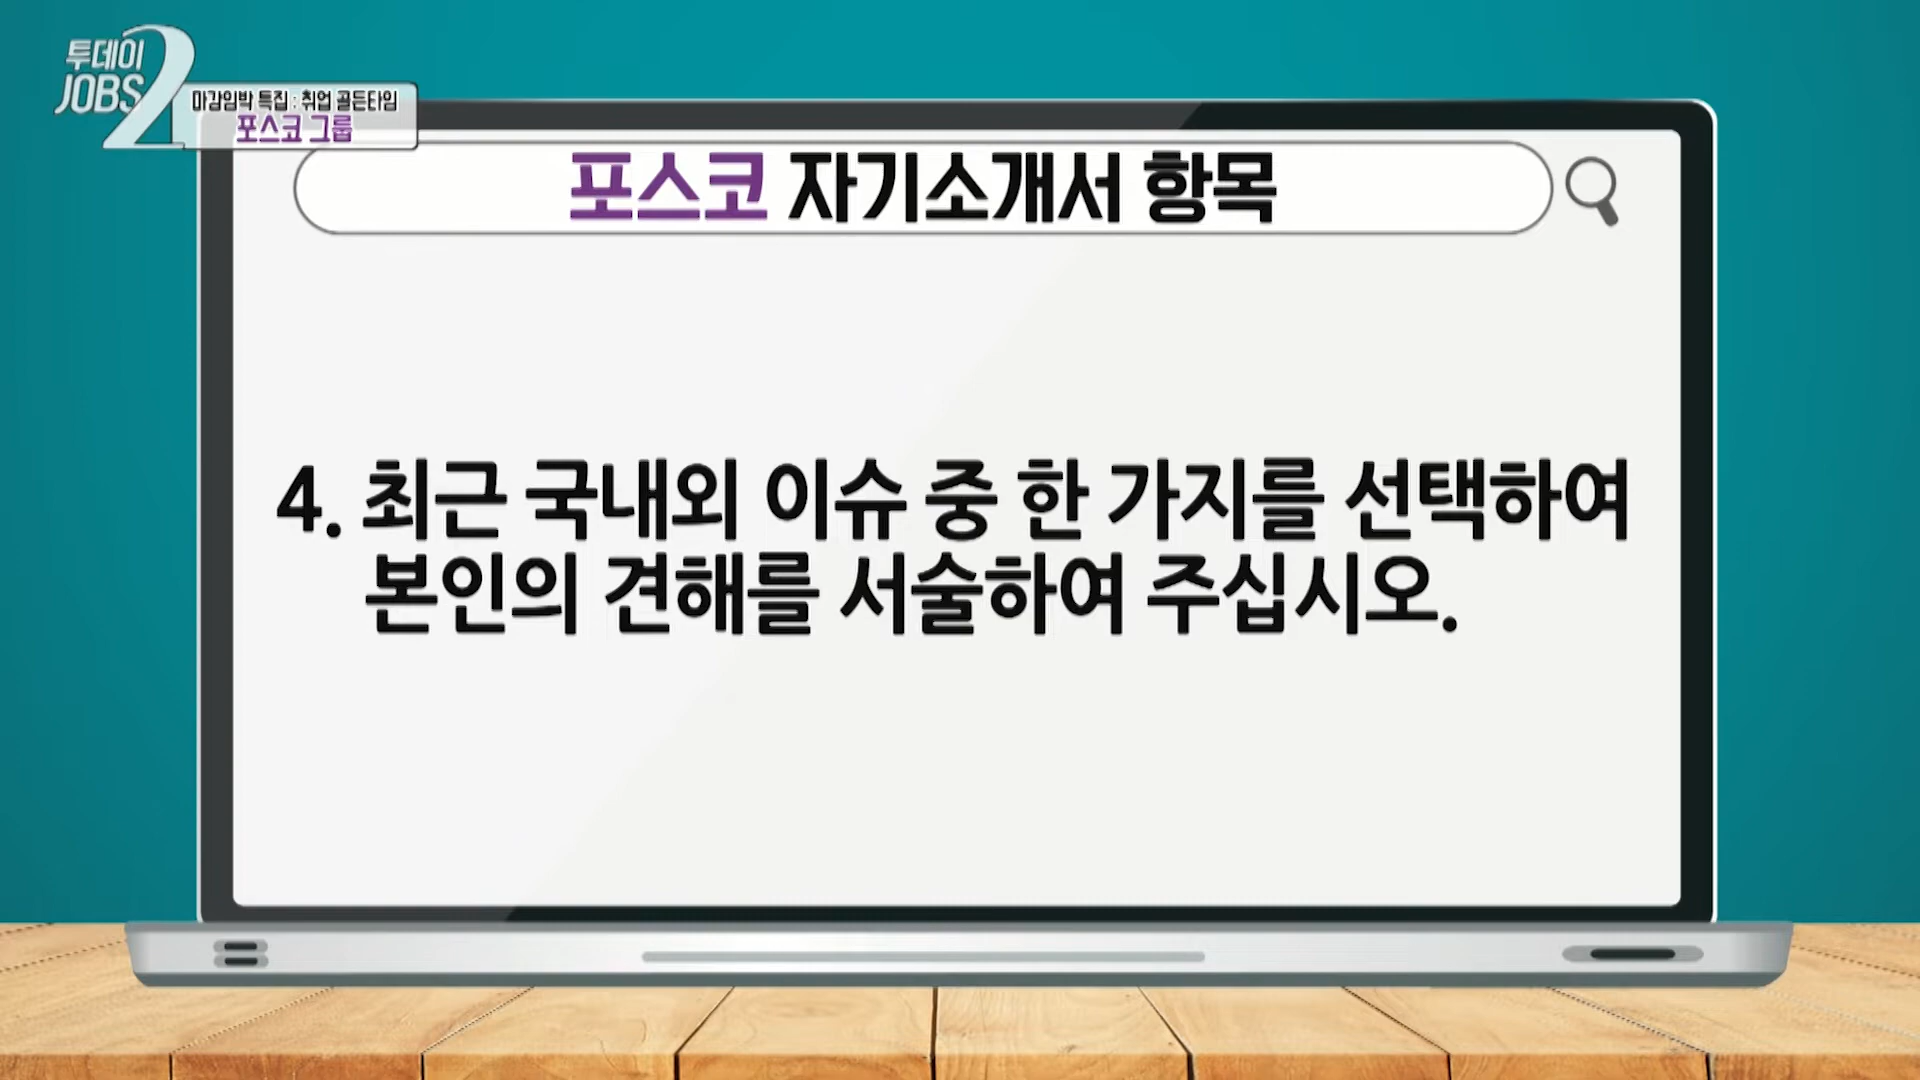 투데이
JOBS 2
마감임박 특집 : 취업 골든타임
포스코 그룹
포스코 자기소개서 항목
4. 최근 국내외 이슈 중 한 가지를 선택하여
본인의 견해를 서술하여 주십시오.